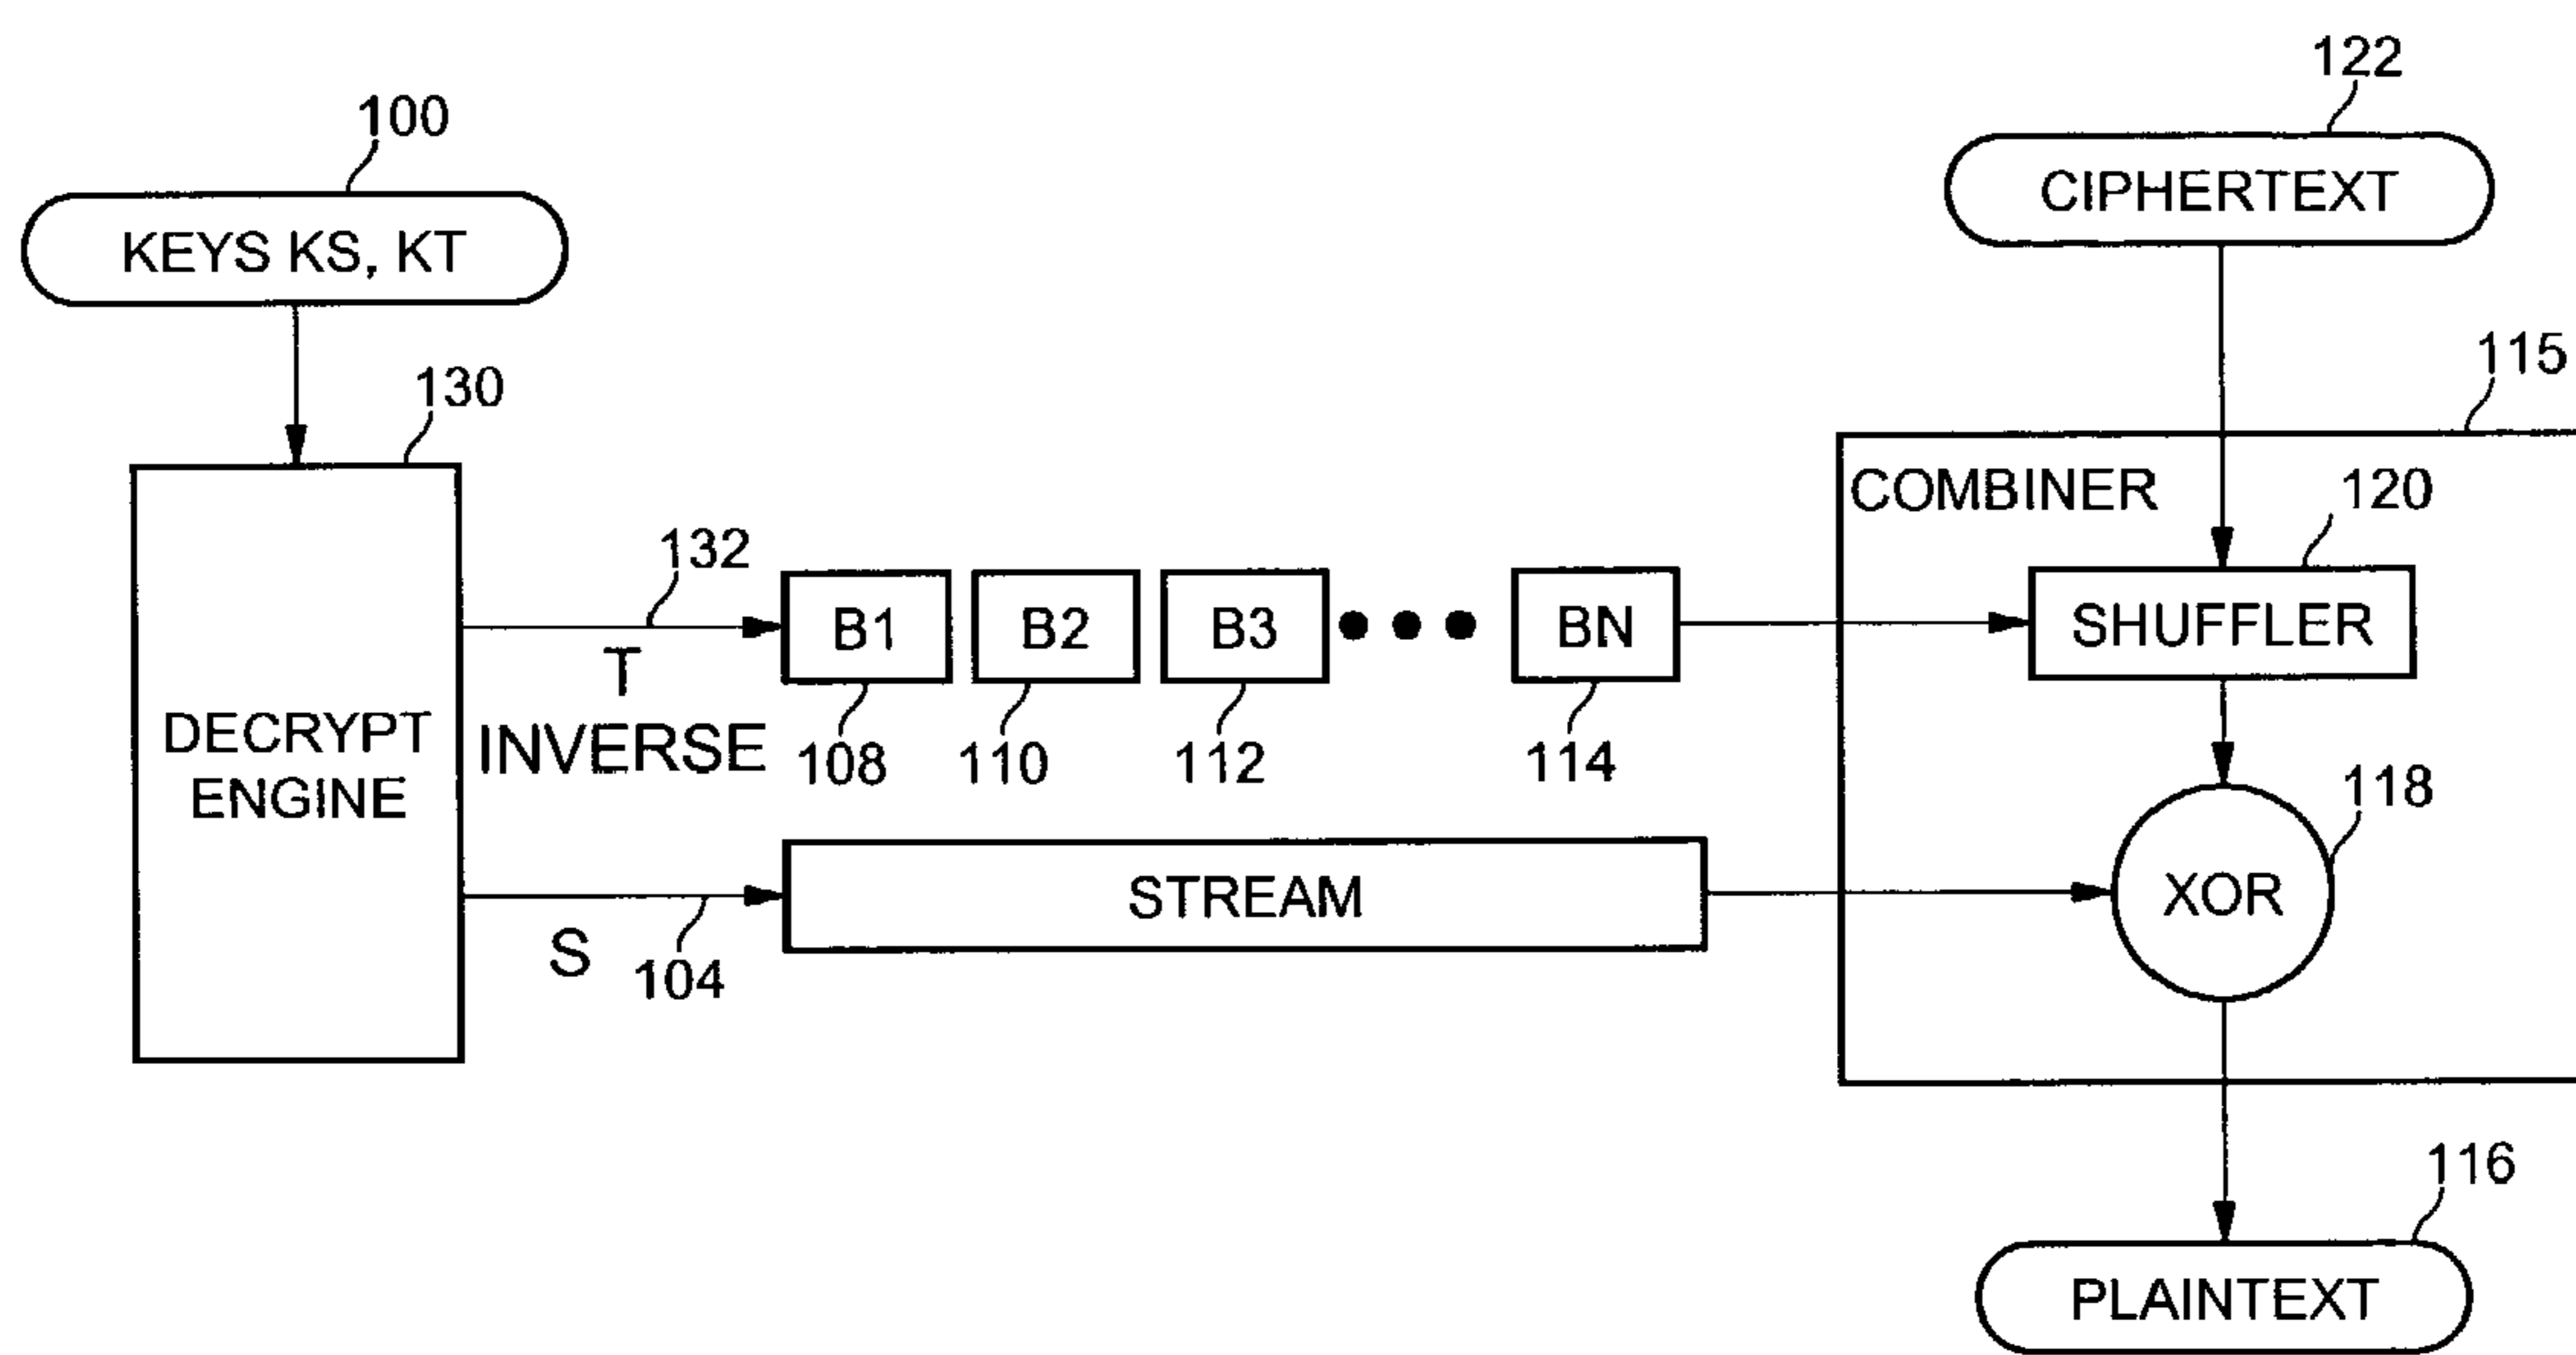 122
100
CIPHERTEXT
KEYS KS, KT
115
130
COMBINER
120
132
B1
B2
B3
BN
SHUFFLER
T
INVERSE
DECRYPT
ENGINE
108
110
112
114
118
STREAM
XOR
S
104
116
PLAINTEXT